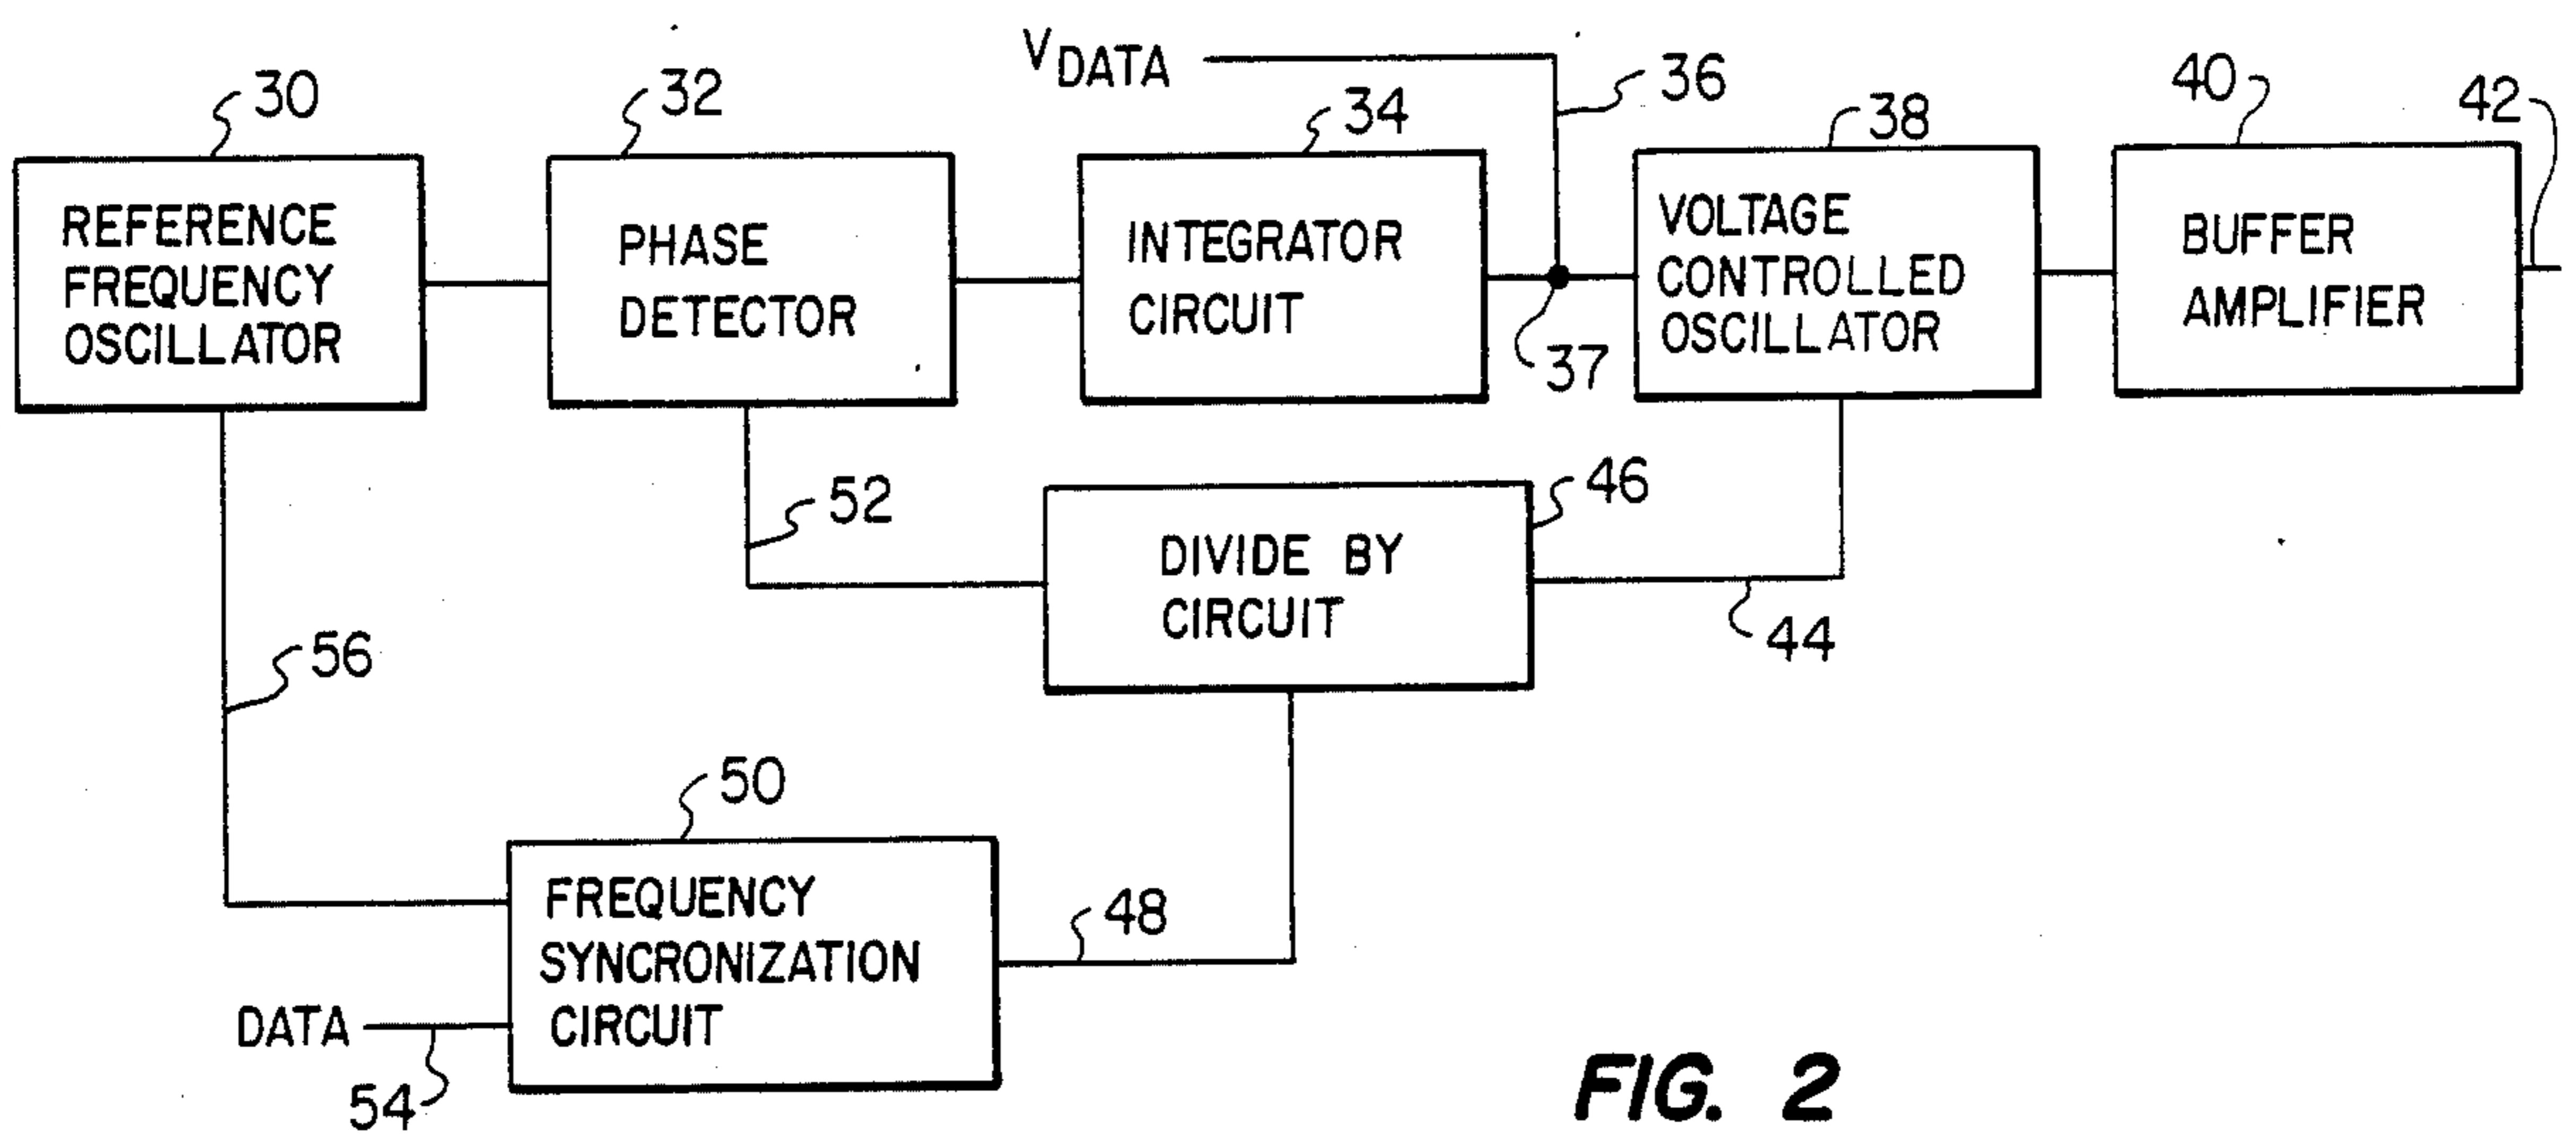 V DATA
30
32
34
36
38
40
42
REFERENCE
FREQUENCY
OSCILLATOR
PHASE
DETECTOR
INTEGRATOR
CIRCUIT
37
VOLTAGE
CONTROLLED
OSCILLATOR
BUFFER
AMPLIFIER
52
46
DIVIDE BY
CIRCUIT
44
56
50
FREQUENCY
SYNCRONIZATION
CIRCUIT
48
DATA
54
FIG. 2